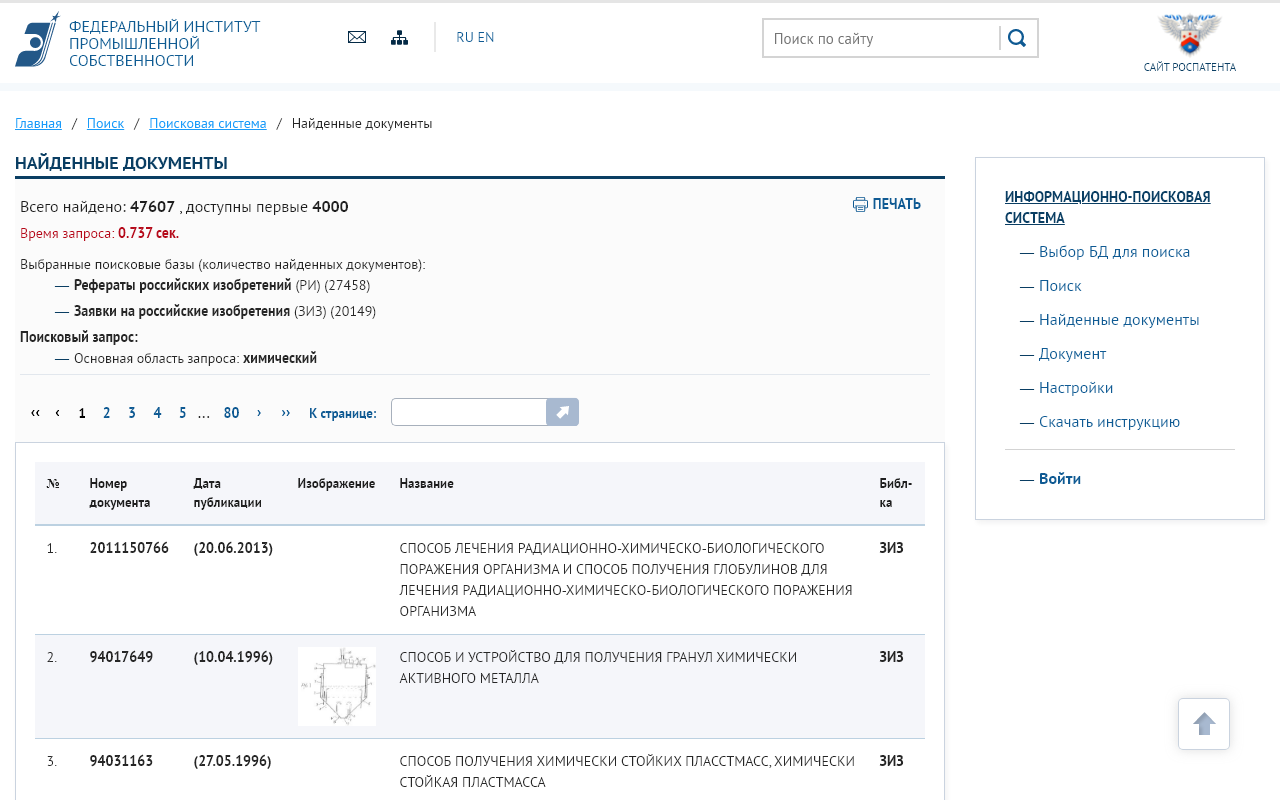 ФЕДЕРАЛЬНЫЙ ИНСТИТУТ
ПРОМЫШЛЕННОЙ
СОБСТВЕННОСТИ
RU EN
Поиск по сайту
САЙТ РОСПАТЕНТА
Главная / Поиск / Поисковая система / Найденные документы
НАЙДЕННЫЕ ДОКУМЕНТЫ
Всего найдено: 47607 , доступны первые 4000
ПЕЧАТЬ
Время запроса: 0.737 сек.
Выбранные поисковые базы (количество найденных документов):
— Рефераты российских изобретений (РИ) (27458)
— Заявки на российские изобретения (ЗИЗ) (20149)
Поисковый запрос:
— Основная область запроса: химический
‹‹ ‹ 1 2 3 4 5 ... 80 › ›› К странице:
№ Номер документа Дата публикации Изображение Название Библ-ка
1. 2011150766 (20.06.2013) СПОСОБ ЛЕЧЕНИЯ РАДИАЦИОННО-ХИМИЧЕСКО-БИОЛОГИЧЕСКОГО ЗИЗ
ПОРАЖЕНИЯ ОРГАНИЗМА И СПОСОБ ПОЛУЧЕНИЯ ГЛОБУЛИНОВ ДЛЯ
ЛЕЧЕНИЯ РАДИАЦИОННО-ХИМИЧЕСКО-БИОЛОГИЧЕСКОГО ПОРАЖЕНИЯ
ОРГАНИЗМА
2. 94017649 (10.04.1996) СПОСОБ И УСТРОЙСТВО ДЛЯ ПОЛУЧЕНИЯ ГРАНУЛ ХИМИЧЕСКИ ЗИЗ
АКТИВНОГО МЕТАЛЛА
3. 94031163 (27.05.1996) СПОСОБ ПОЛУЧЕНИЯ ХИМИЧЕСКИ СТОЙКИХ ПЛАССТМАСС, ХИМИЧЕСКИ ЗИЗ
СТОЙКАЯ ПЛАСТМАССА
ИНФОРМАЦИОННО-ПОИСКОВАЯ
СИСТЕМА
— Выбор БД для поиска
— Поиск
— Найденные документы
— Документ
— Настройки
— Скачать инструкцию
— Войти